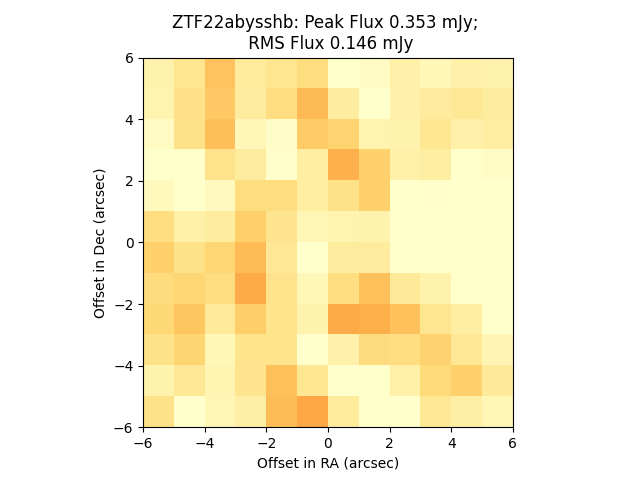 ZTF22abysshb: Peak Flux 0.353 mJy;
RMS Flux 0.146 mJy
6
4
2
0
−2
−4
−6
Offset in Dec (arcsec)
−6 −4 −2 0 2 4 6
Offset in RA (arcsec)